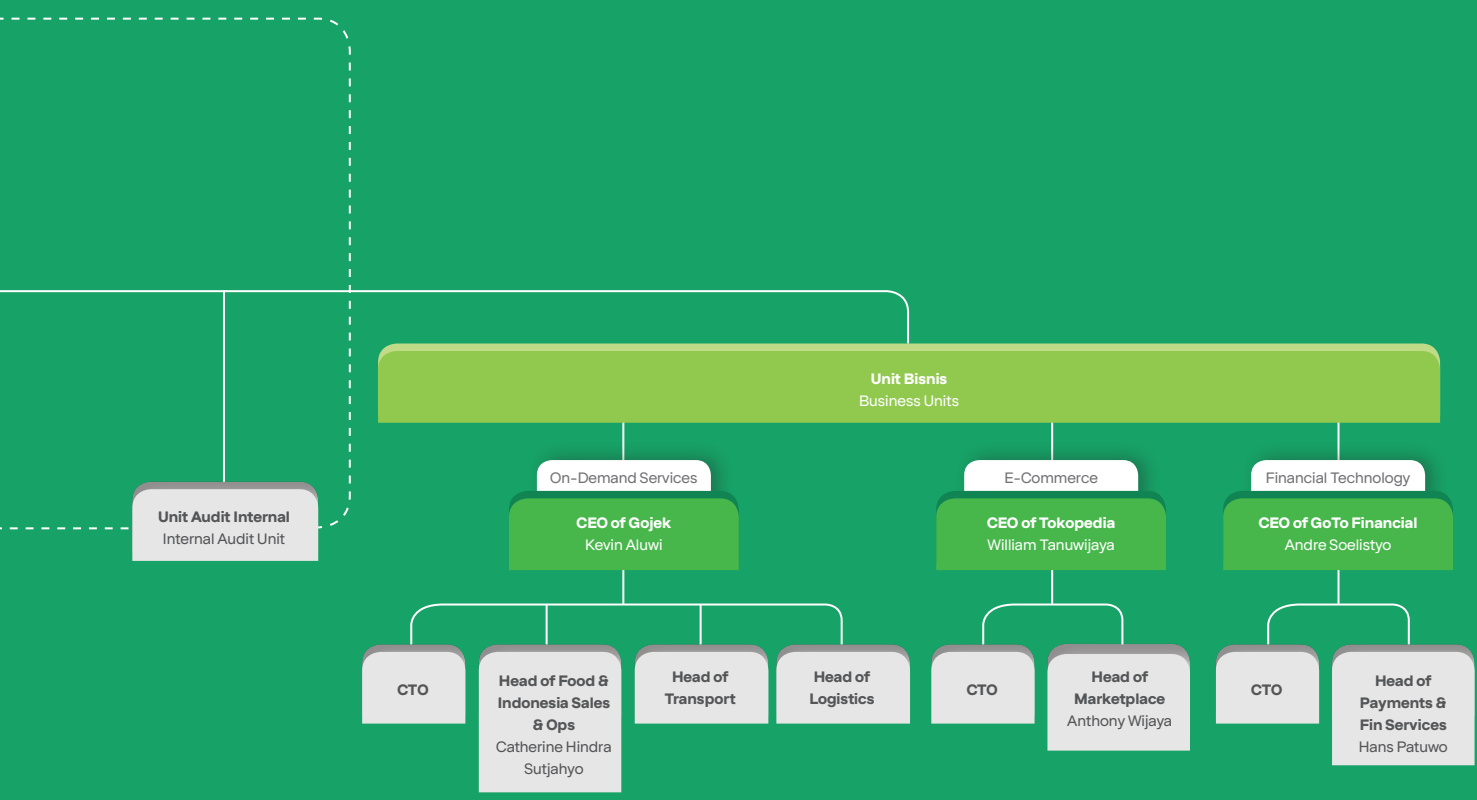 Unit Bisnis
Business Units
On-Demand Services
E-Commerce
Financial Technology
Unit Audit Internal
Internal Audit Unit
CEO of Gojek
Kevin Aluwi
CEO of Tokopedia
William Tanuwijaya
CEO of GoTo Financial
Andre Soelistyo
CTO
Head of Food &
Indonesia Sales
& Ops
Catherine Hindra
Sutjahyo
Head of
Transport
Head of
Logistics
CTO
Head of
Marketplace
Anthony Wijaya
CTO
Head of
Payments &
Fin Services
Hans Patuwo